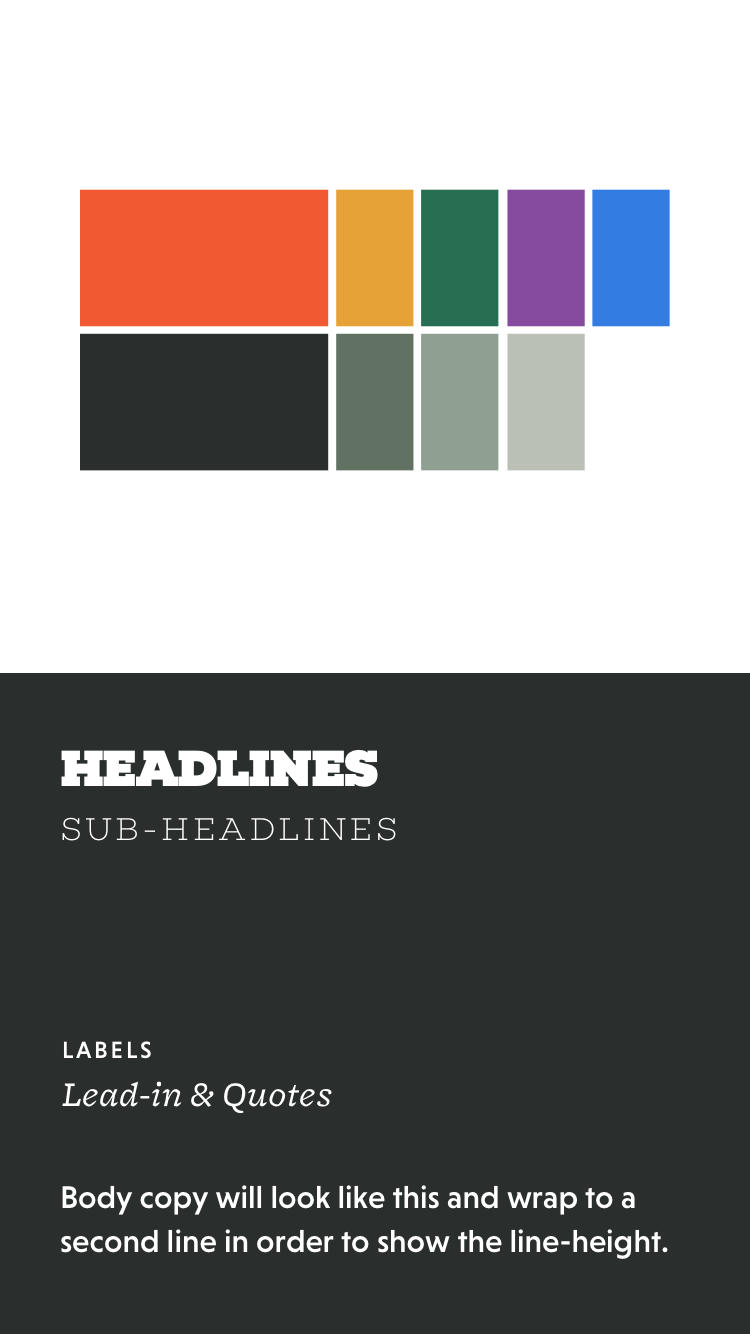 HEADLINES
SUB-HEADLINES
LABELS
Lead-in & Quotes
Body copy will look like this and wrap to a
second line in order to show the line-height.